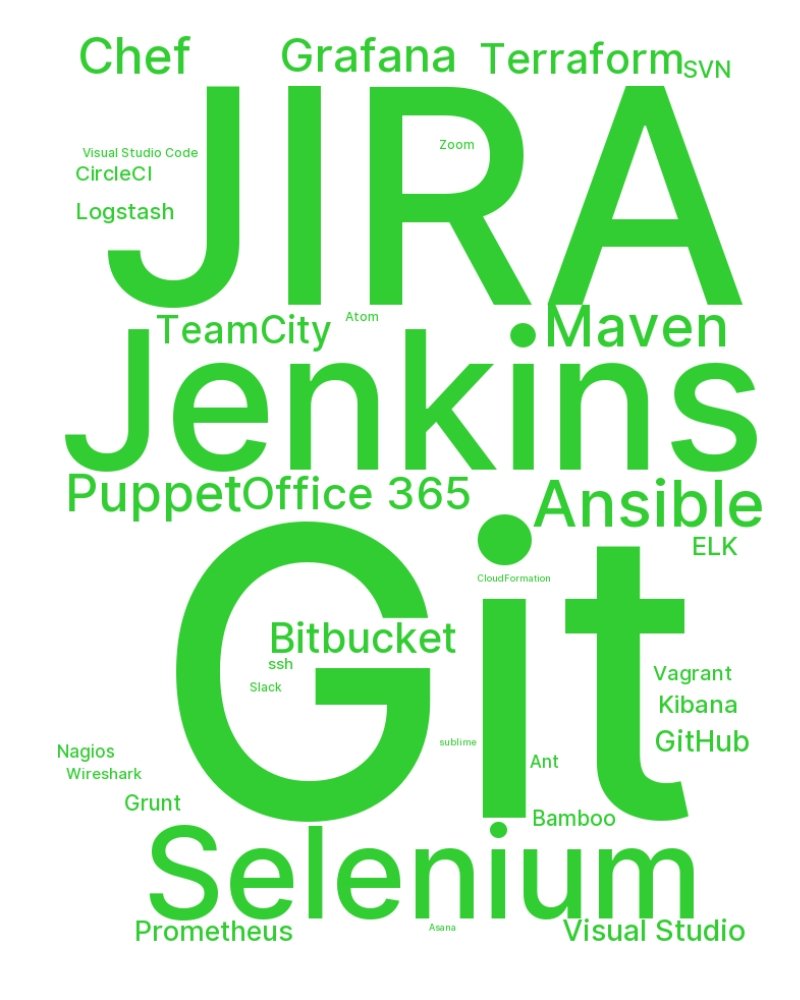 Chef
Grafana
Terraform
SVN
JIRA
Zoom
Visual Studio Code
CircleCI
Logstash
TeamCity
Atom
Maven
Jenkins
Puppet
Office 365
Ansible
ELK
Git
CloudFormation
Bitbucket
ssh
Slack
Vagrant
Kibana
GitHub
sublime
Ant
Nagios
Wireshark
Grunt
Bamboo
Selenium
Prometheus
Asana
Visual Studio